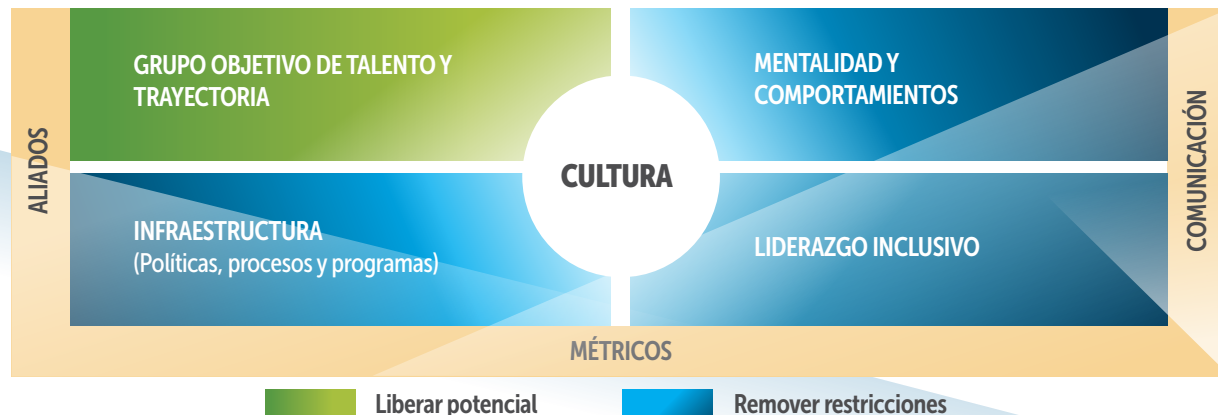 GRUPO OBJETIVO DE TALENTO Y
TRAYECTORIA
MENTALIDAD Y
COMPORTAMIENTOS
ALIADOS
CULTURA
COMUNICACIÓN
INFRAESTRUCTURA
(Políticas, procesos y programas)
LIDERAZGO INCLUSIVO
MÉTRICOS
Liberar potencial
Remover restricciones